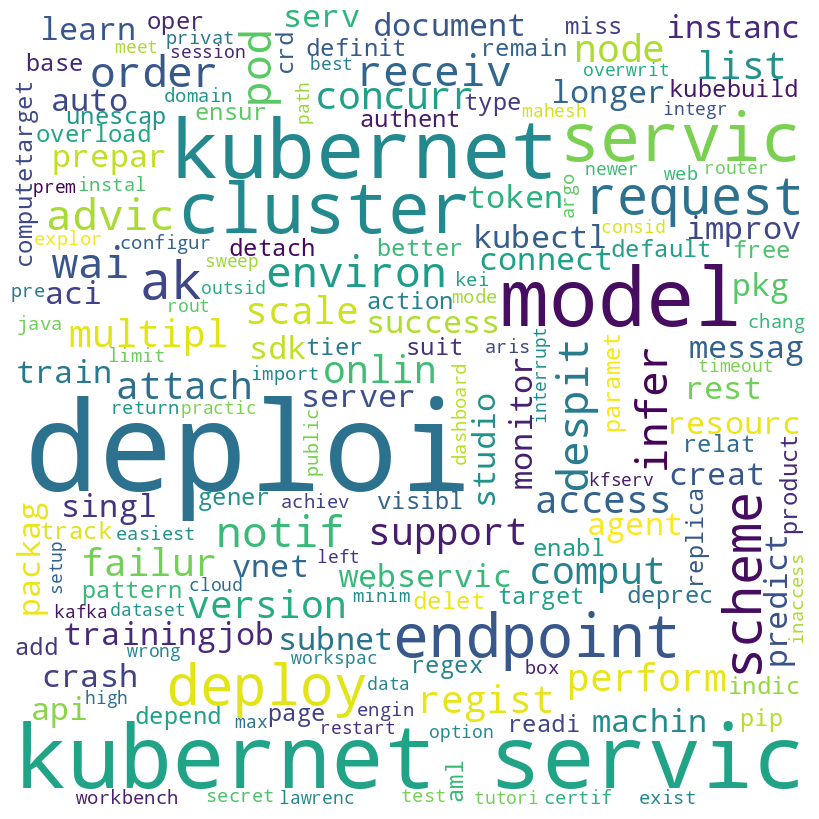 learn
oper
serv
document
miss
instanc
meet
privat
session
crd
definit
remain
node
base
order
pod
best
receiv
overwrit
list
auto
domain
concurr
type
longer
kubebuild
unescap
ensur
path
authent
mahesh
integr
computetarget
overload
kubernet
servic
prepar
prem
instal
cluster
token
argo
newer
web
router
advic
request
explor
configur
detach
better
kubectl
consid
improv
wai
sweep
environ
connect
default
free
pre
aci
ak
outsid
kei
action
mode
model
pkg
java
rout
scale
success
chang
multipl
limit
sdk
tier
suit
aris
interrupt
despit
paramet
infer
messag
timeout
train
attach
import
onlin
server
rest
return
practic
public
dashboard
studio
monitor
resourc
deploi
relat
kfserv
creat
product
singl
gener
achiev
visibl
access
packag
track
easiest
notif
support
agent
replica
scheme
predict
inaccess
setup
failur
vnet
left
webservic
enabl
comput
pattern
cloud
kafka
dataset
version
minim
delet
target
deprec
add
trainingjob
wrong
subnet
endpoint
workspac
regex
box
crash
deploy
data
regist
perform
indic
high
api
depend
max
page
engin
restart
option
readi
machin
pip
kubernet servic
aml
workbench
secret
lawrenc
test
tutori
certif
exist